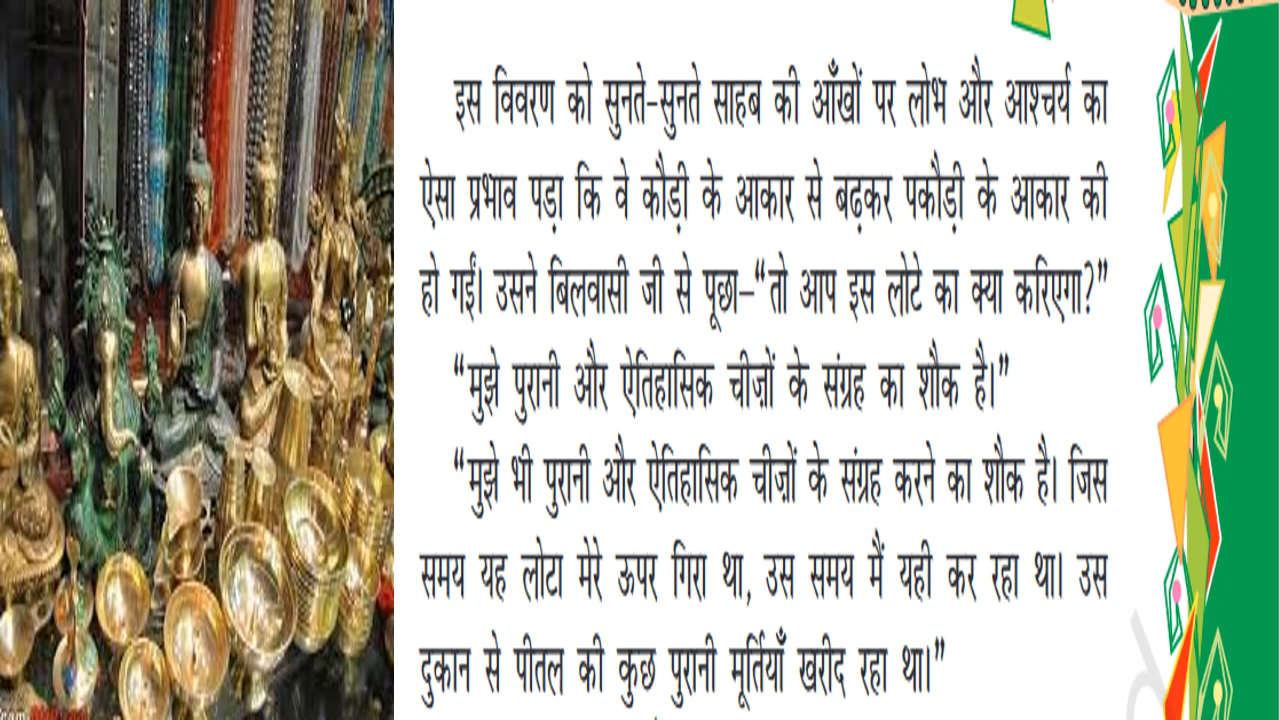 इस विवरण को सुनते-सुनते साहब की आँखों पर लोभ और आश्चर्य का
ऐसा प्रभाव पड़ा कि वे कौड़ी के आकार से बढ़कर पकौड़ी के आकार की
हो गईं। उसने बिलवासी जी से पूछा–“तो आप इस लोटे का क्या करिएगा?”
“मुझे पुरानी और ऐतिहासिक चीज़ों के संग्रह का शौक है।”
“मुझे भी पुरानी और ऐतिहासिक चीज़ों के संग्रह करने का शौक है। जिस
समय यह लोटा मेरे ऊपर गिरा था, उस समय मैं यही कर रहा था। उस
दुकान से पीतल की कुछ पुरानी मूर्तियाँ खरीद रहा था।”